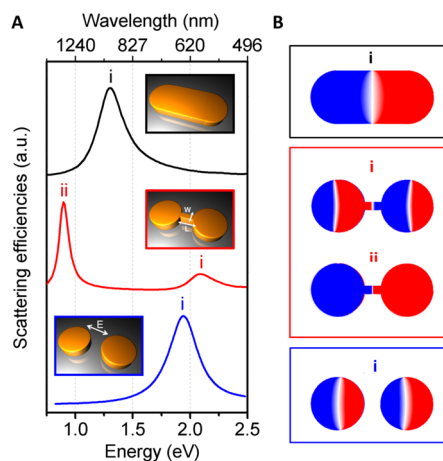 A
Wavelength (nm)
1240 827 620 496
Scattering efficiencies (a.u.)
i
ii
w
L
i
i
E
1.0 1.5 2.0 2.5
Energy (eV)
B
i
i
ii
i